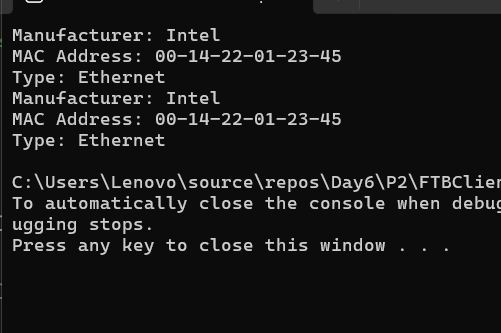 Manufacturer: Intel
MAC Address: 00-14-22-01-23-45
Type: Ethernet
Manufacturer: Intel
MAC Address: 00-14-22-01-23-45
Type: Ethernet
C:\Users\Lenovo\source\repos\Day6\P2\FTBClien
To automatically close the console when debug
ugging stops.
Press any key to close this window . . .